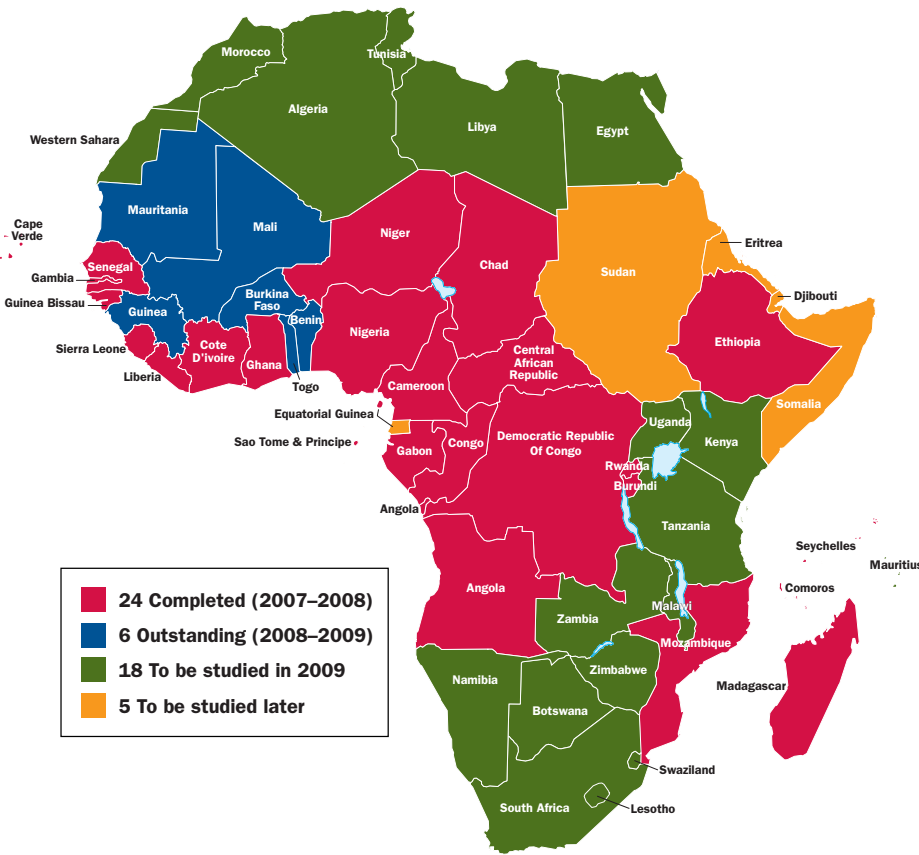 Morocco
Tunisia
Algeria
Libya
Egypt
Western Sahara
Mauritania
Mali
Niger
Chad
Sudan
Eritrea
Djibouti
Cape
Verde
Senegal
Gambia
Guinea Bissau
Guinea
Burkina
Faso
Benin
Nigeria
Ethiopia
Sierra Leone
Cote
D'ivoire
Ghana
Central
African
Republic
Liberia
Togo
Cameroon
Somalia
Equatorial Guinea
Uganda
Kenya
Sao Tome & Principe
Gabon
Congo
Democratic Republic
Of Congo
Rwanda
Burundi
Angola
Tanzania
Seychelles
Mauritius
Comoros
Angola
Malawi
Zambia
Mozambique
Zimbabwe
Namibia
Madagascar
Botswana
Swaziland
South Africa
Lesotho
24 Completed (2007–2008)
6 Outstanding (2008–2009)
18 To be studied in 2009
5 To be studied later